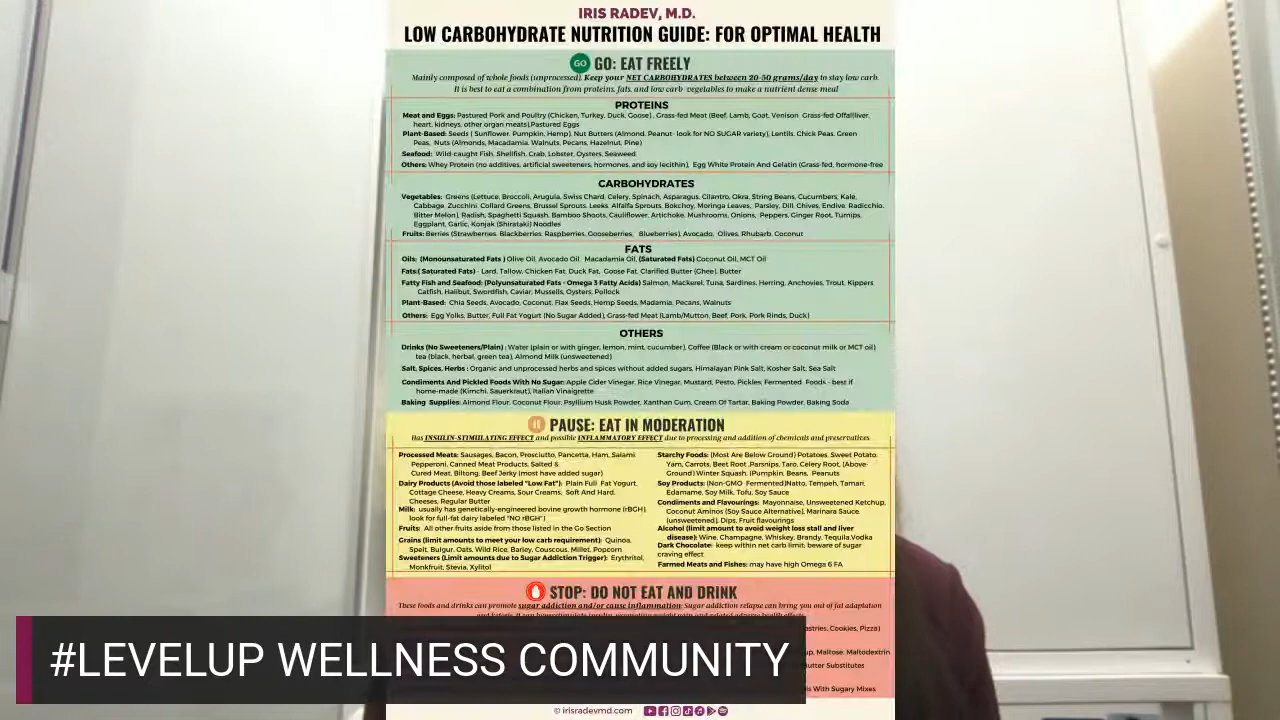 IRIS RADEV, M.D.
LOW CARBOHYDRATE NUTRITION GUIDE: FOR OPTIMAL HEALTH
GO GO: EAT FREELY
Mainly composed of whole foods (unprocessed). Keep your NET CARBOHYDRATES between 20-50 grams/day to stay low carb.
It is best to eat a combination from proteins, fats, and low carb vegetables to make a nutrient dense meal
PROTEINS
Meat and Eggs: Pastured Pork and Poultry (Chicken, Turkey, Duck, Goose) , Grass-fed Meat (Beef, Lamb, Goat, Venison Grass-fed Offal(liver,
heart, kidneys, other organ meats),Pastured Eggs
Plant-Based: Seeds ( Sunflower, Pumpkin, Hemp), Nut Butters (Almond, Peanut- look for NO SUGAR variety), Lentils, Chick Peas, Green
Peas, Nuts (Almonds, Macadamia, Walnuts, Pecans, Hazelnut, Pine)
Seafood: Wild-caught Fish, Shellfish, Crab, Lobster, Oysters, Seaweed
Others: Whey Protein (no additives, artificial sweeteners, hormones, and soy lecithin), Egg White Protein And Gelatin (Grass-fed, hormone-free
CARBOHYDRATES
Vegetables: Greens (Lettuce, Broccoli, Arugula, Swiss Chard, Celery, Spinach, Asparagus, Cilantro, Okra, String Beans, Cucumbers, Kale,
Cabbage, Zucchini, Collard Greens, Brussel Sprouts, Leeks, Alfalfa Sprouts, Bokchoy, Moringa Leaves, Parsley, Dill, Chives, Endive, Radicchio,
Bitter Melon), Radish, Spaghetti Squash, Bamboo Shoots, Cauliflower, Artichoke, Mushrooms, Onions, Peppers, Ginger Root, Turnips,
Eggplant, Garlic, Konjak (Shirataki) Noodles
Fruits: Berries (Strawberries, Blackberries, Raspberries, Gooseberries, Blueberries), Avocado, Olives, Rhubarb, Coconut
FATS
Oils: (Monounsaturated Fats ) Olive Oil, Avocado Oil, Macadamia Oil, (Saturated Fats) Coconut Oil, MCT Oil
Fats:( Saturated Fats) - Lard, Tallow, Chicken Fat, Duck Fat, Goose Fat, Clarified Butter (Ghee), Butter
Fatty Fish and Seafood: (Polyunsaturated Fats - Omega 3 Fatty Acids) Salmon, Mackerel, Tuna, Sardines, Herring, Anchovies, Trout, Kippers
Catfish, Halibut, Swordfish, Caviar, Mussells, Oysters, Pollock
Plant-Based: Chia Seeds, Avocado, Coconut, Flax Seeds, Hemp Seeds, Madamia, Pecans, Walnuts
Others: Egg Yolks, Butter, Full Fat Yogurt (No Sugar Added), Grass-fed Meat (Lamb/Mutton, Beef, Pork, Pork Rinds, Duck)
OTHERS
Drinks (No Sweeteners/Plain) : Water (plain or with ginger, lemon, mint, cucumber), Coffee (Black or with cream or coconut milk or MCT oil)
tea (black, herbal, green tea), Almond Milk (unsweetened)
Salt, Spices, Herbs : Organic and unprocessed herbs and spices without added sugars, Himalayan Pink Salt, Kosher Salt, Sea Salt
Condiments And Pickled Foods With No Sugar: Apple Cider Vinegar, Rice Vinegar, Mustard, Pesto, Pickles, Fermented Foods - best if
home-made (Kimchi, Sauerkraut), Italian Vinaigrette
Baking Supplies: Almond Flour, Coconut Flour, Psyllium Husk Powder, Xanthan Gum, Cream Of Tartar, Baking Powder, Baking Soda
PAUSE: EAT IN MODERATION
Has INSULIN-STIMULATING EFFECT and possible INFLAMMATORY EFFECT due to processing and addition of chemicals and preservatives
Processed Meats: Sausages, Bacon, Prosciutto, Pancetta, Ham, Salami
Pepperoni, Canned Meat Products, Salted &
Cured Meat, Biltong, Beef Jerky (most have added sugar)
Dairy Products (Avoid those labeled "Low Fat"): Plain Full Fat Yogurt,
Cottage Cheese, Heavy Creams, Sour Creams, Soft And Hard,
Cheeses, Regular Butter
Milk: usually has genetically-engineered bovine growth hormone (rBGH),
look for full-fat dairy labeled "NO rBGH")
Fruits: All other fruits aside from those listed in the Go Section
Grains (limit amounts to meet your low carb requirement): Quinoa,
Spelt, Bulgur, Oats, Wild Rice, Barley, Couscous, Millet, Popcorn
Sweeteners (Limit amounts due to Sugar Addiction Trigger): Erythritol,
Monkfruit, Stevia, Xylitol
Starchy Foods: (Most Are Below Ground) Potatoes, Sweet Potato,
Yam, Carrots, Beet Root ,Parsnips, Taro, Celery Root, (Above-
Ground) Winter Squash, (Pumpkin, Beans, Peanuts
Soy Products: (Non-GMO Fermented)Natto, Tempeh, Tamari,
Edamame, Soy Milk, Tofu, Soy Sauce
Condiments and Flavourings: Mayonnaise, Unsweetened Ketchup,
Coconut Aminos (Soy Sauce Alternative), Marinara Sauce,
(unsweetened), Dips, Fruit flavourings
Alcohol (limit amount to avoid weight loss stall and liver
disease): Wine, Champagne, Whiskey, Brandy, Tequila,Vodka
Dark Chocolate: keep within net carb limit; beware of sugar
craving effect
Farmed Meats and Fishes: may have high Omega 6 FA
STOP: DO NOT EAT AND DRINK
These foods and drinks can promote sugar addiction and/or cause inflammation: Sugar addiction relapse can bring you out of fat adaptation
Cookies, Pizza)
Maltose, Maltodextrin
Butter Substitutes
With Sugary Mixes
#LEVELUP WELLNESS COMMUNITY
© irisradevmd.com